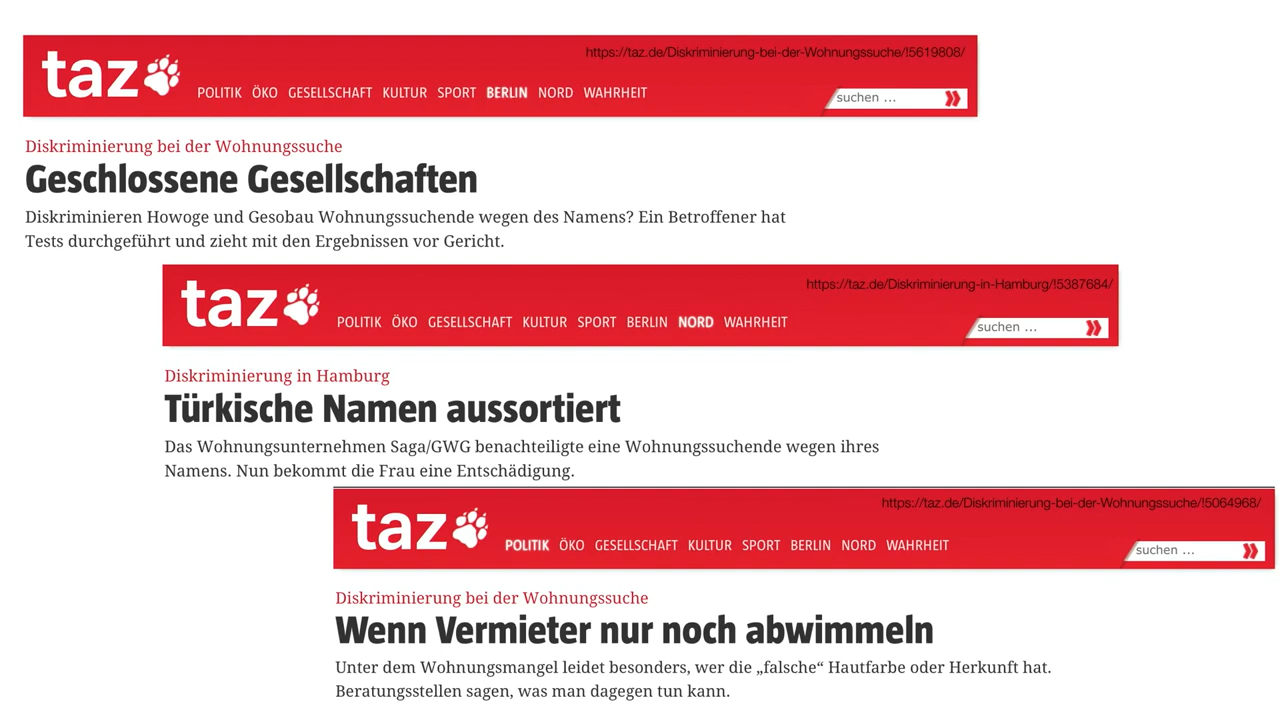 https://taz.de/Diskriminierung-bei-der-Wohnungssuche/!5619808/
taz
POLITIK ÖKO GESELLSCHAFT KULTUR SPORT BERLIN NORD WAHRHEIT
suchen ...
Diskriminierung bei der Wohnungssuche
Geschlossene Gesellschaften
Diskriminieren Howoge und Gesobau Wohnungssuchende wegen des Namens? Ein Betroffener hat
Tests durchgeführt und zieht mit den Ergebnissen vor Gericht.
https://taz.de/Diskriminierung-in-Hamburg/!5387684/
taz
POLITIK ÖKO GESELLSCHAFT KULTUR SPORT BERLIN NORD WAHRHEIT
suchen ...
Diskriminierung in Hamburg
Türkische Namen aussortiert
Das Wohnungsunternehmen Saga/GWG benachteiligte eine Wohnungssuchende wegen ihres
Namens. Nun bekommt die Frau eine Entschädigung.
https://taz.de/Diskriminierung-bei-der-Wohnungssuche/!5064968/
taz
POLITIK ÖKO GESELLSCHAFT KULTUR SPORT BERLIN NORD WAHRHEIT
suchen ...
Diskriminierung bei der Wohnungssuche
Wenn Vermieter nur noch abwimmeln
Unter dem Wohnungsmangel leidet besonders, wer die „falsche“ Hautfarbe oder Herkunft hat.
Beratungsstellen sagen, was man dagegen tun kann.